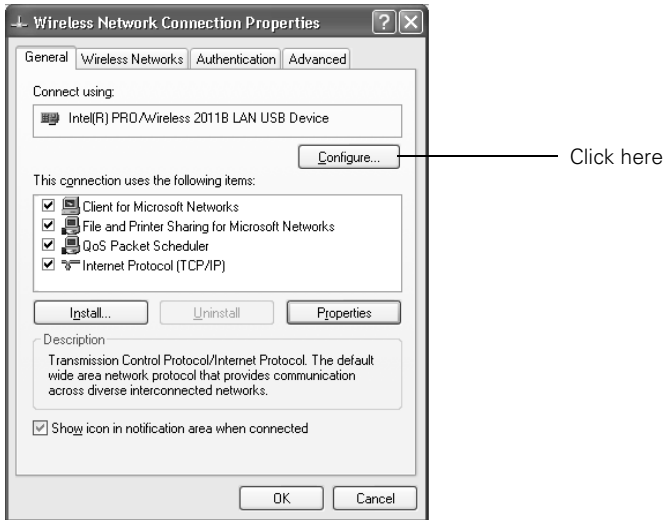 Wireless Network Connection Properties
General Wireless Networks Authentication Advanced
Connect using:
Intel(R) PRO/Wireless 2011B LAN USB Device
Configure... Click here
This connection uses the following items:
Client for Microsoft Networks
File and Printer Sharing for Microsoft Networks
QoS Packet Scheduler
Internet Protocol (TCP/IP)
Install... Uninstall Properties
Description
Transmission Control Protocol/Internet Protocol. The default
wide area network protocol that provides communication
across diverse interconnected networks.
Show icon in notification area when connected
OK Cancel